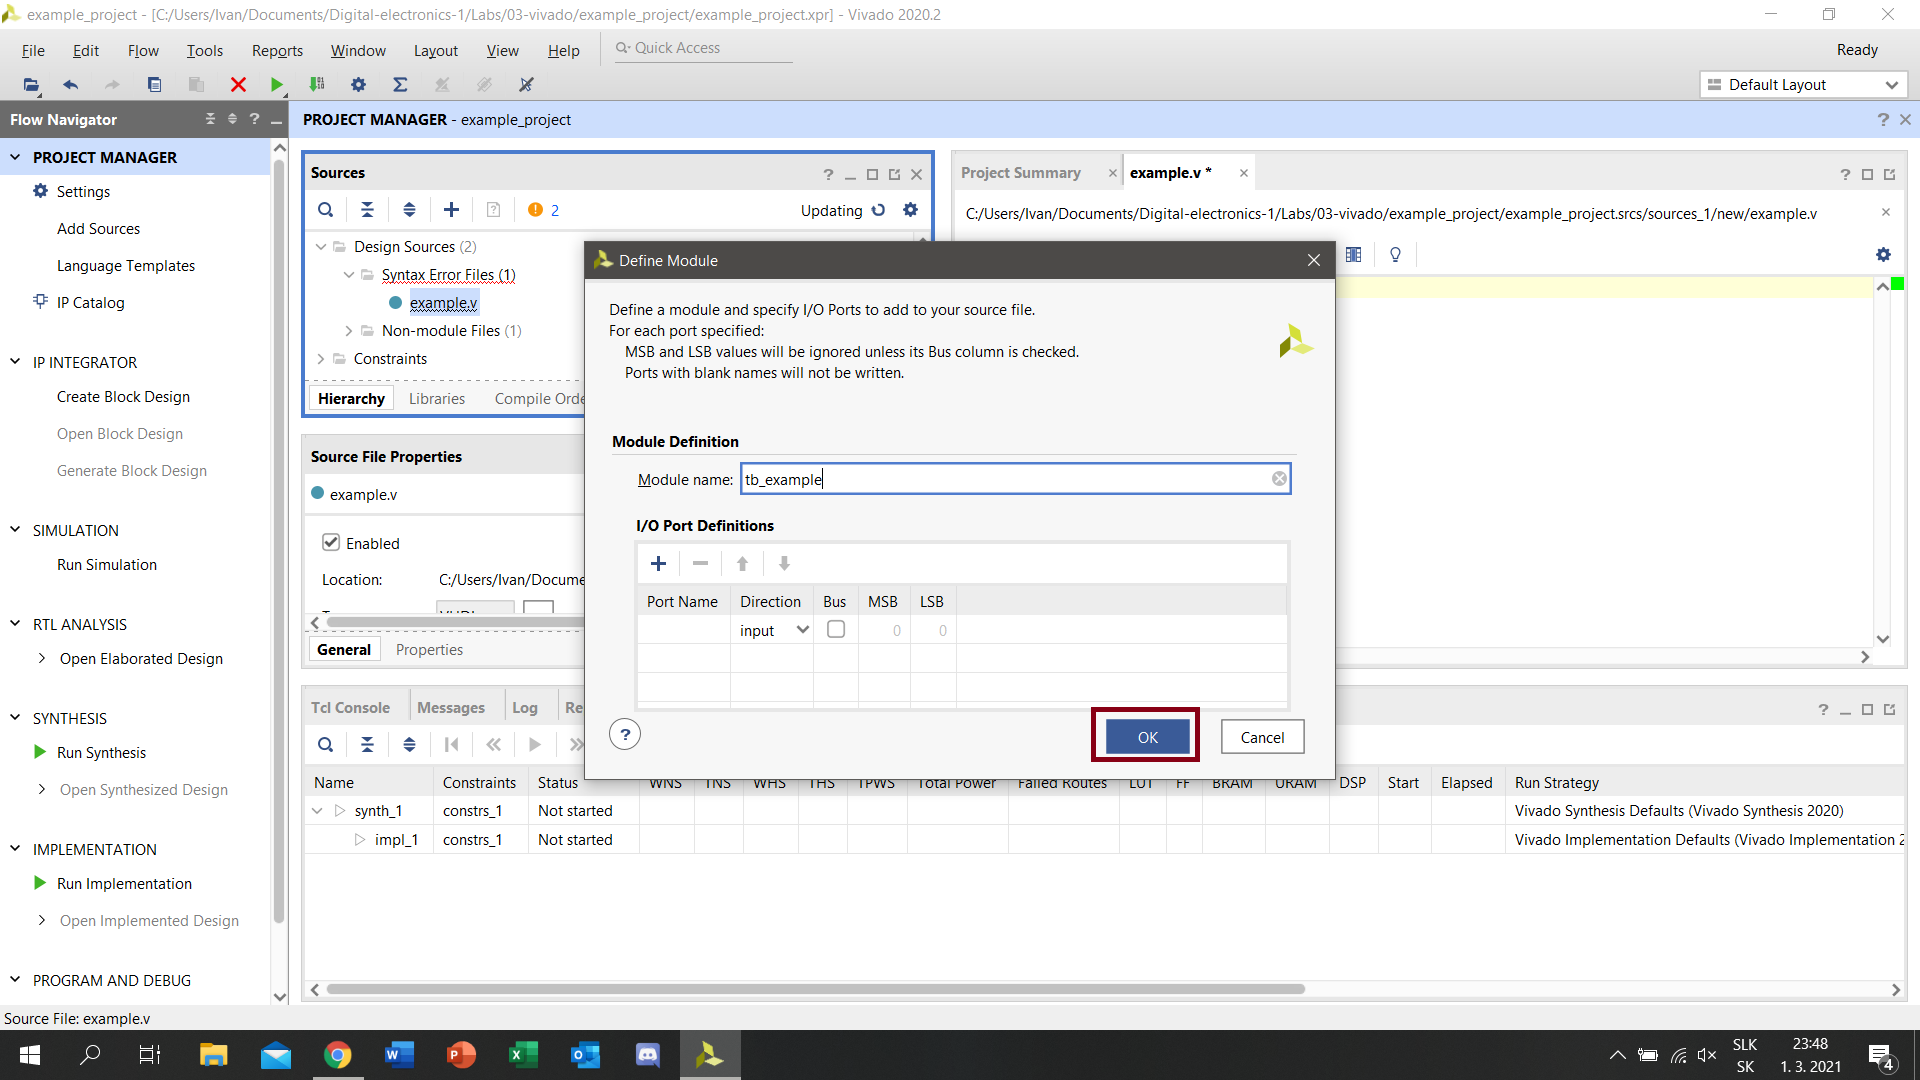 example_project - [C:/Users/Ivan/Documents/Digital-electronics-1/Labs/03-vivado/example_project/example_project.xpr] - Vivado 2020.2
File Edit Flow Tools Reports Window Layout View Help Quick Access Ready
Default Layout
Flow Navigator
PROJECT MANAGER
Settings
Add Sources
Language Templates
IP Catalog
IP INTEGRATOR
Create Block Design
Open Block Design
Generate Block Design
SIMULATION
Run Simulation
RTL ANALYSIS
Open Elaborated Design
SYNTHESIS
Run Synthesis
Open Synthesized Design
IMPLEMENTATION
Run Implementation
Open Implemented Design
PROGRAM AND DEBUG
PROJECT MANAGER - example_project
Sources
2 Updating
Design Sources (2)
Syntax Error Files (1)
example.v
Non-module Files (1)
Constraints
Hierarchy Libraries Compile Orde
Source File Properties
example.v
Enabled
Location: C:/Users/Ivan/Docume
General Properties
Project Summary example.v *
C:/Users/Ivan/Documents/Digital-electronics-1/Labs/03-vivado/example_project/example_project.srcs/sources_1/new/example.v
Define Module
Define a module and specify I/O Ports to add to your source file.
For each port specified:
MSB and LSB values will be ignored unless its Bus column is checked.
Ports with blank names will not be written.
Module Definition
Module name: tb_example
I/O Port Definitions
Port Name Direction Bus MSB LSB
input 0 0
? OK Cancel
Tcl Console Messages Log Re
Name Constraints Status WNS TNS WHS THS TPWS Total Power Failed Routes LUT FF BRAM URAM DSP Start Elapsed Run Strategy
synth_1 constrs_1 Not started Vivado Synthesis Defaults (Vivado Synthesis 2020)
impl_1 constrs_1 Not started Vivado Implementation Defaults (Vivado Implementation 2
Source File: example.v
SLK
SK
23:48
1. 3. 2021
4